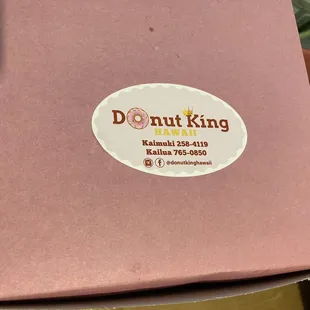 Donut King
HAWAII
Kaimuki 258-4119
Kailua 765-0850
@donutkinghawaii